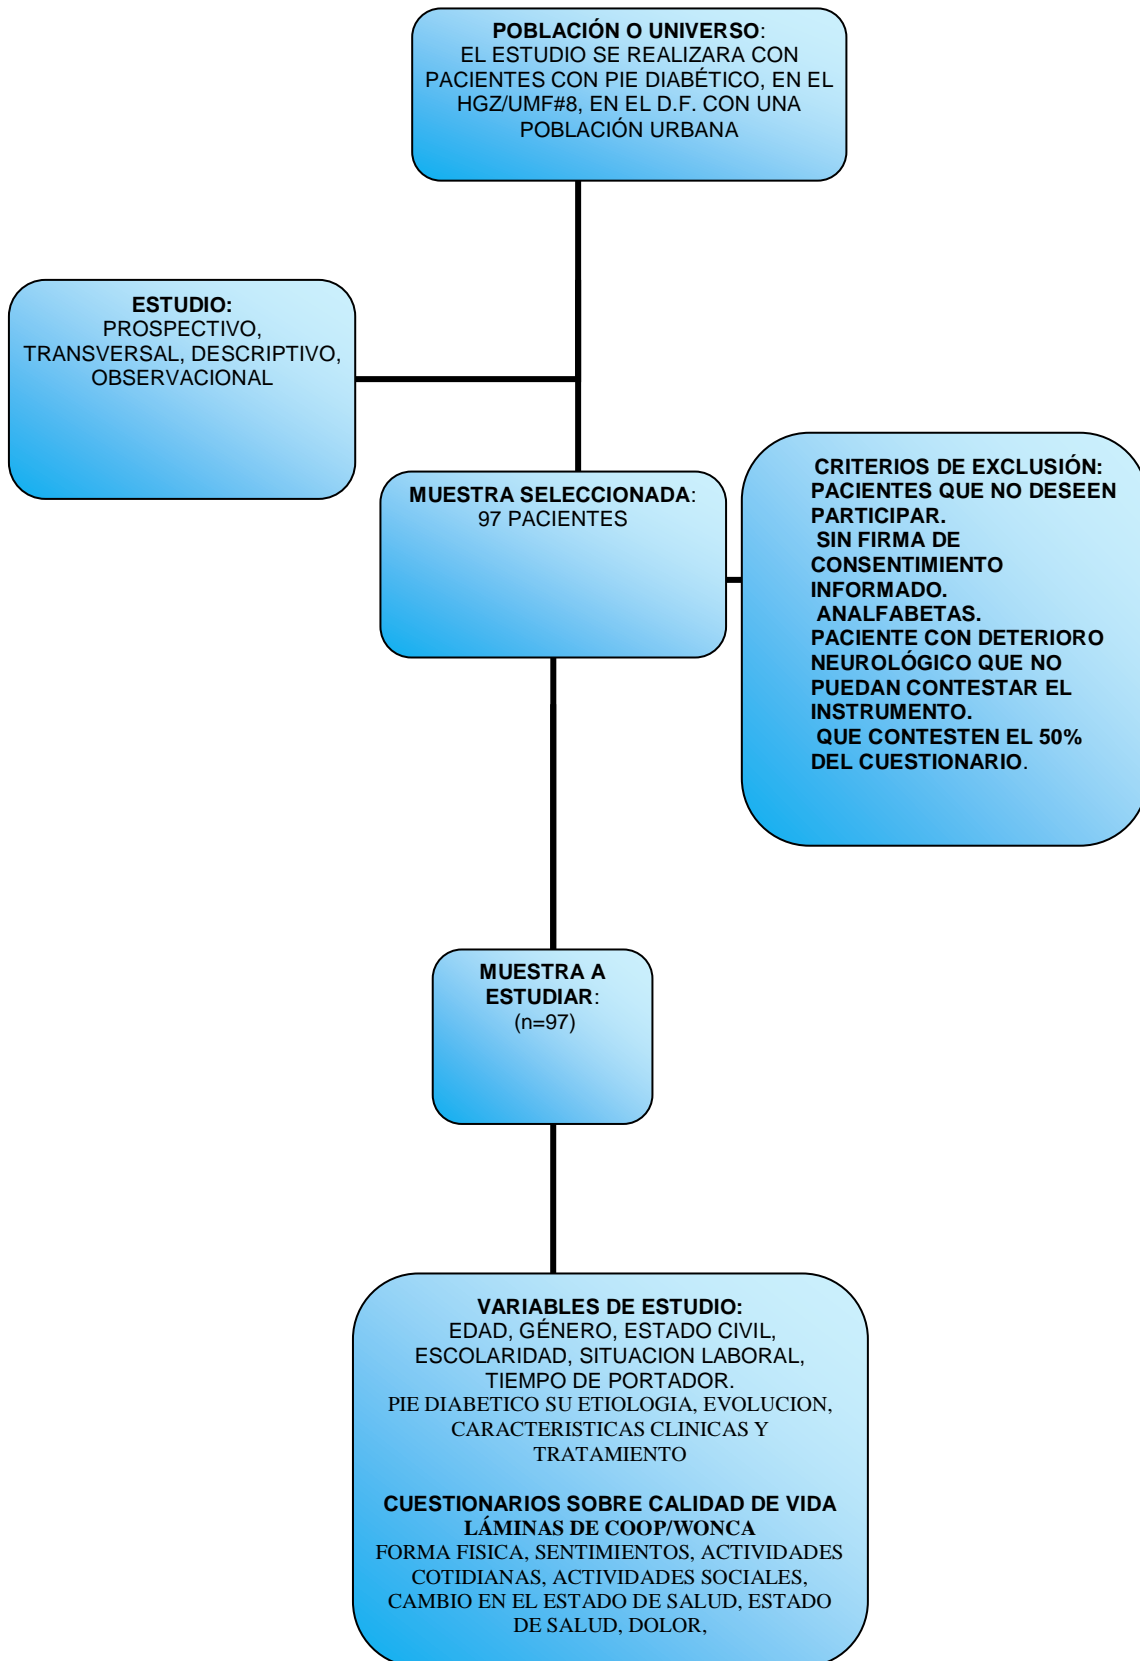 POBLACIÓN O UNIVERSO:
EL ESTUDIO SE REALIZARA CON
PACIENTES CON PIE DIABÉTICO, EN EL
HGZ/UMF#8, EN EL D.F. CON UNA
POBLACIÓN URBANA
ESTUDIO:
PROSPECTIVO,
TRANSVERSAL, DESCRIPTIVO,
OBSERVACIONAL
MUESTRA SELECCIONADA:
97 PACIENTES
CRITERIOS DE EXCLUSIÓN:
PACIENTES QUE NO DESEEN
PARTICIPAR.
SIN FIRMA DE
CONSENTIMIENTO
INFORMADO.
ANALFABETAS.
PACIENTE CON DETERIORO
NEUROLÓGICO QUE NO
PUEDAN CONTESTAR EL
INSTRUMENTO.
QUE CONTESTEN EL 50%
DEL CUESTIONARIO.
MUESTRA A
ESTUDIAR:
(n=97)
VARIABLES DE ESTUDIO:
EDAD, GÉNERO, ESTADO CIVIL,
ESCOLARIDAD, SITUACION LABORAL,
TIEMPO DE PORTADOR.
PIE DIABETICO SU ETIOLOGIA, EVOLUCION,
CARACTERISTICAS CLINICAS Y
TRATAMIENTO
CUESTIONARIOS SOBRE CALIDAD DE VIDA
LÁMINAS DE COOP/WONCA
FORMA FISICA, SENTIMIENTOS, ACTIVIDADES
COTIDIANAS, ACTIVIDADES SOCIALES,
CAMBIO EN EL ESTADO DE SALUD, ESTADO
DE SALUD, DOLOR,